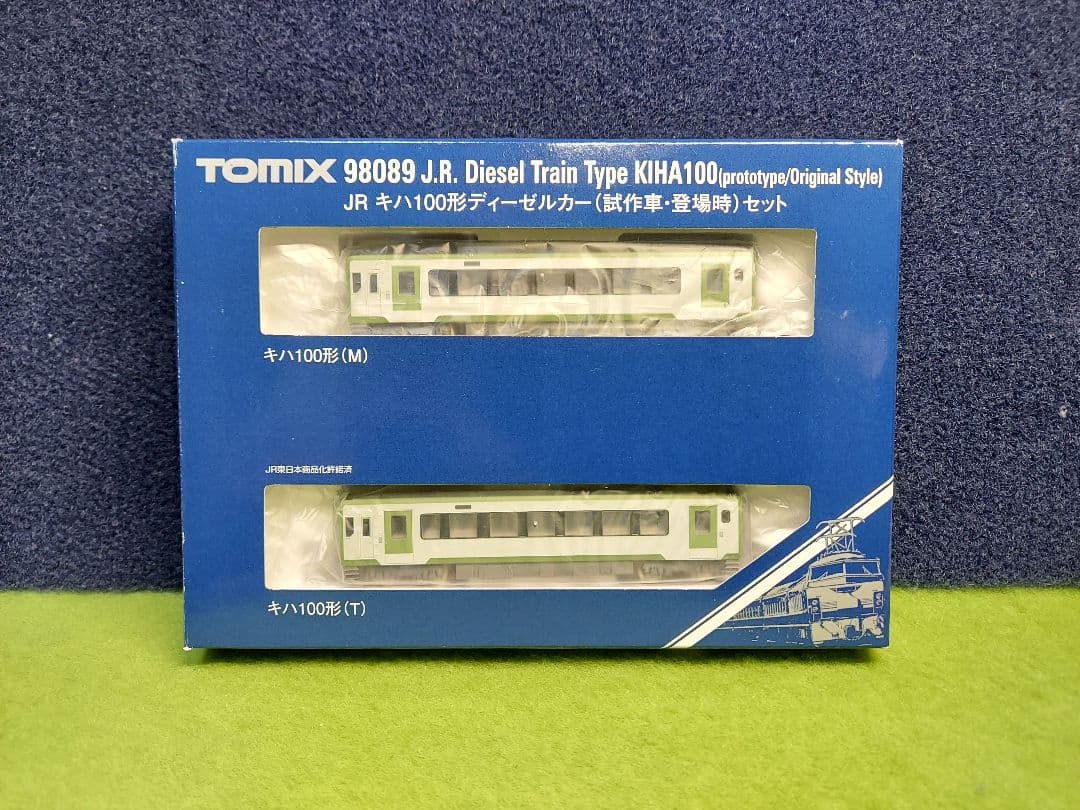 TOMIX 98089 J.R. Diesel Train Type KIHA100(prototype/Original Style)
JR キハ100形ディーゼルカー(試作車・登場時)セット
キハ100形(M)
JR東日本商品化許諾済
キハ100形(T)